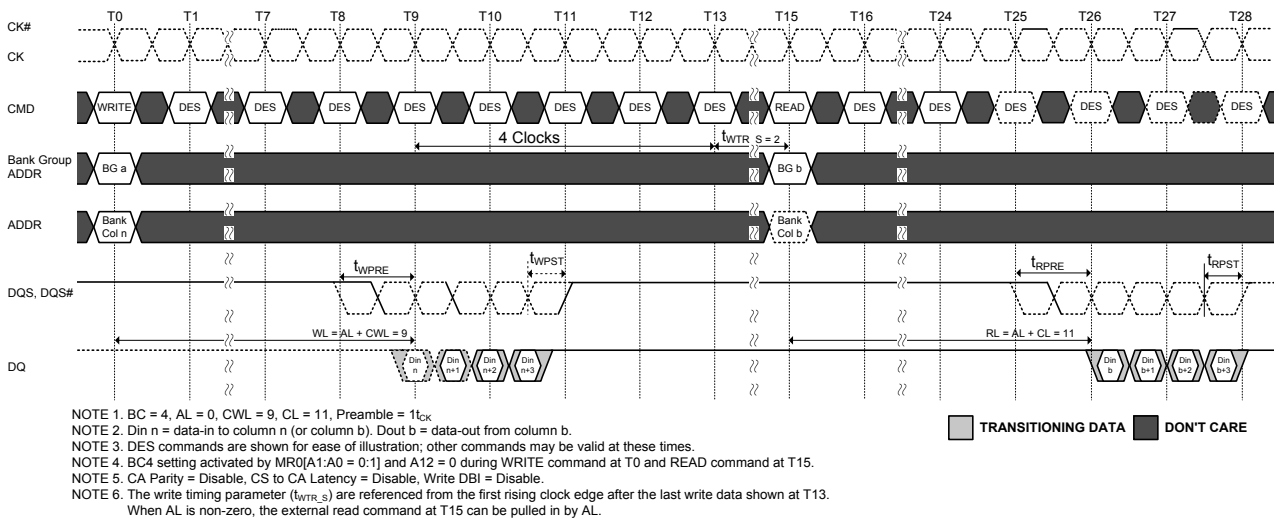 T0 T1 T7 T8 T9 T10 T11 T12 T13 T15 T16 T24 T25 T26 T27 T28
CK#
CK
CMD WRITE DES DES DES DES DES DES DES DES READ DES DES DES DES DES DES
4 Clocks tWTR_S = 2
Bank Group
ADDR
BG a BG b
ADDR
Bank
Col n
Bank
Col b
tWPRE tWPST tRPRE tRPST
DQS, DQS#
WL = AL + CWL = 9 RL = AL + CL = 11
DQ
Din
n
Din
n+1
Din
n+2
Din
n+3
Din
b
Din
b+1
Din
b+2
Din
b+3
NOTE 1. BC = 4, AL = 0, CWL = 9, CL = 11, Preamble = 1tCK
NOTE 2. Din n = data-in to column n (or column b). Dout b = data-out from column b.
NOTE 3. DES commands are shown for ease of illustration; other commands may be valid at these times.
NOTE 4. BC4 setting activated by MR0[A1:A0 = 0:1] and A12 = 0 during WRITE command at T0 and READ command at T15.
NOTE 5. CA Parity = Disable, CS to CA Latency = Disable, Write DBI = Disable.
NOTE 6. The write timing parameter (tWTR_S) are referenced from the first rising clock edge after the last write data shown at T13.
When AL is non-zero, the external read command at T15 can be pulled in by AL.
TRANSITIONING DATA DON'T CARE